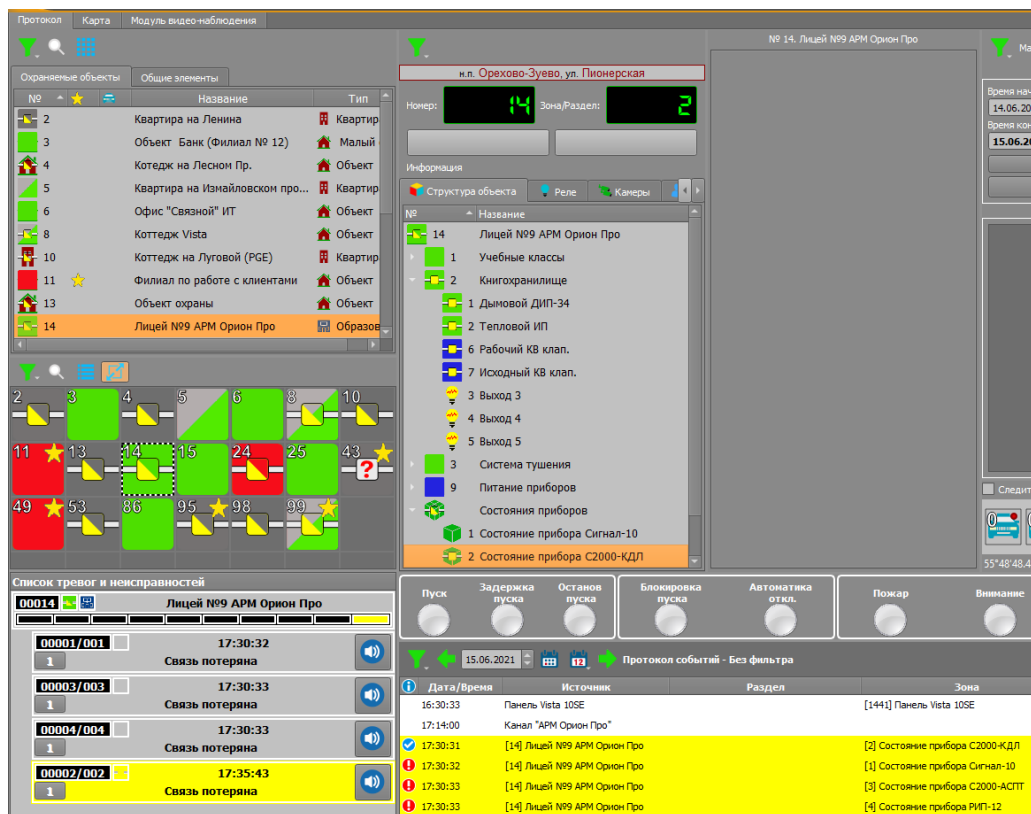 Протокол Карта Модуль видео-наблюдения
Охраняемые объекты Общие элементы
№ Название Тип
2 Квартира на Ленина Квартир
3 Объект Банк (Филиал № 12) Малый
4 Котедж на Лесном Пр. Объект
5 Квартира на Измайловском про... Квартир
6 Офис "Связной" ИТ Объект
8 Коттедж Vista Объект
10 Коттедж на Луговой (PGE) Квартир
11 Филиал по работе с клиентами Объект
13 Объект охраны Объект
14 Лицей №9 АРМ Орион Про Образов
2 3 4 5 6 8 10
11 13 14 15 24 25 43
?
49 53 86 95 98 99
Список тревог и неисправностей
00014 Лицей №9 АРМ Орион Про
00001/001 17:30:32
1 Связь потеряна
00003/003 17:30:33
1 Связь потеряна
00004/004 17:30:33
1 Связь потеряна
00002/002 17:35:43
1 Связь потеряна
н.п. Орехово-Зуево, ул. Пионерская
Номер: 14 Зона/Раздел: 2
Информация
Структура объекта Реле Камеры
№ Название
14 Лицей №9 АРМ Орион Про
1 Учебные классы
2 Книгохранилище
1 Дымовой ДИП-34
2 Тепловой ИП
6 Рабочий КВ клап.
7 Исходный КВ клап.
3 Выход 3
4 Выход 4
5 Выход 5
3 Система тушения
9 Питание приборов
Состояния приборов
1 Состояние прибора Сигнал-10
2 Состояние прибора С2000-КДЛ
№ 14. Лицей №9 АРМ Орион Про
Ма
Время нач
14.06.20
Время кон
15.06.20
Следит
0
55°48'48.4
Пуск Задержка пуска Останов пуска Блокировка пуска Автоматика откл. Пожар Внимание
15.06.2021 12 Протокол событий - Без фильтра
Дата/Время Источник Раздел Зона
16:30:33 Панель Vista 10SE [1441] Панель Vista 10SE
17:14:00 Канал "АРМ Орион Про"
17:30:31 [14] Лицей №9 АРМ Орион Про [2] Состояние прибора С2000-КДЛ
17:30:32 [14] Лицей №9 АРМ Орион Про [1] Состояние прибора Сигнал-10
17:30:33 [14] Лицей №9 АРМ Орион Про [3] Состояние прибора С2000-АСПТ
17:30:33 [14] Лицей №9 АРМ Орион Про [4] Состояние прибора РИП-12